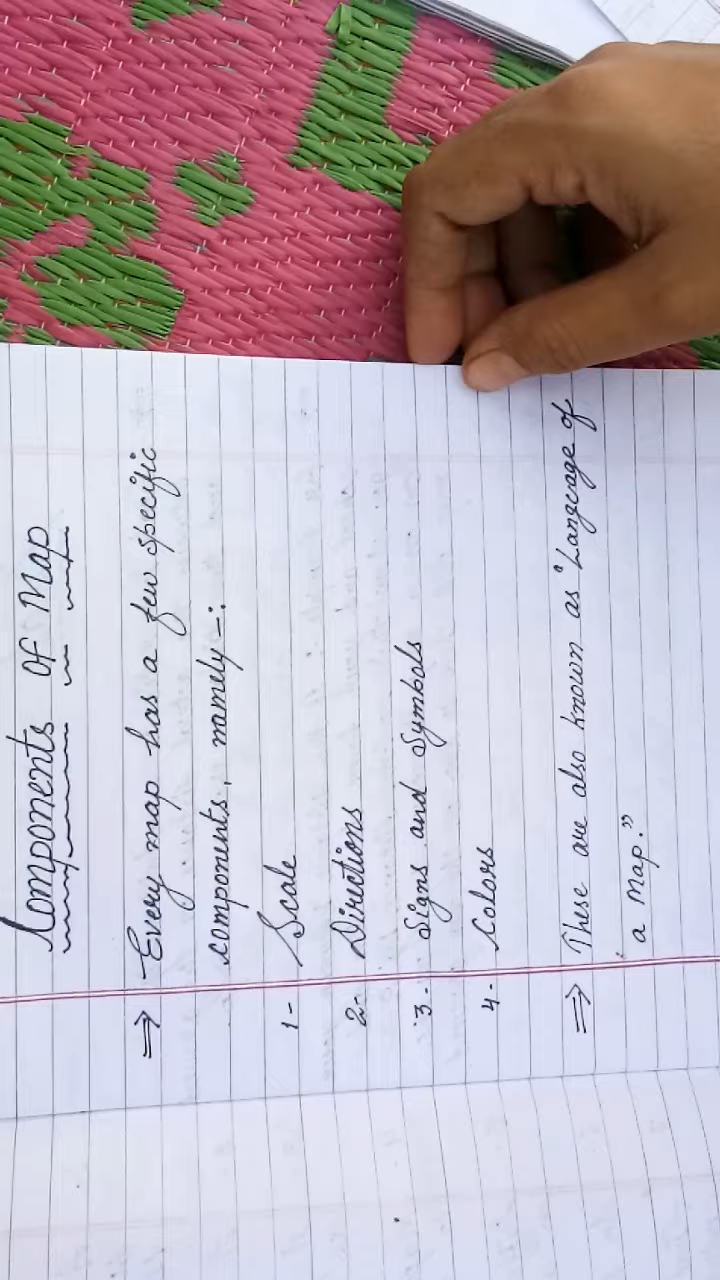 Components Of Map
⇒ Every map has a few specific
components, namely -:
1- Scale
2- Directions
3- Signs and Symbols
4- Colors
⇒ These are also known as "Langeage of
a Map."